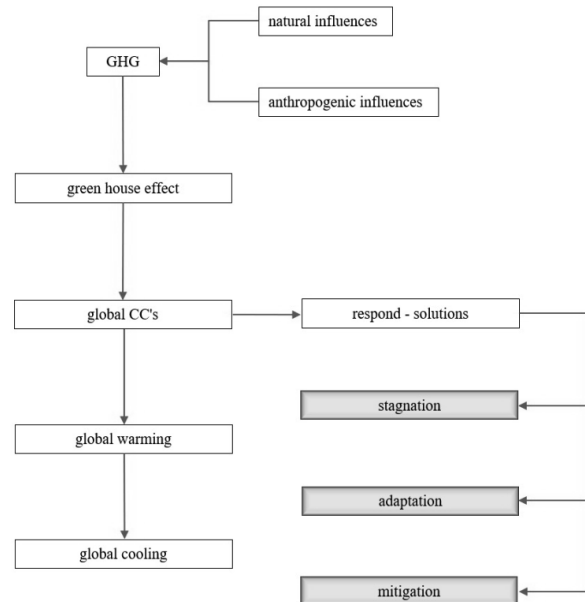 natural influences
GHG
anthropogenic influences
green house effect
global CC's
respond - solutions
stagnation
global warming
adaptation
global cooling
mitigation